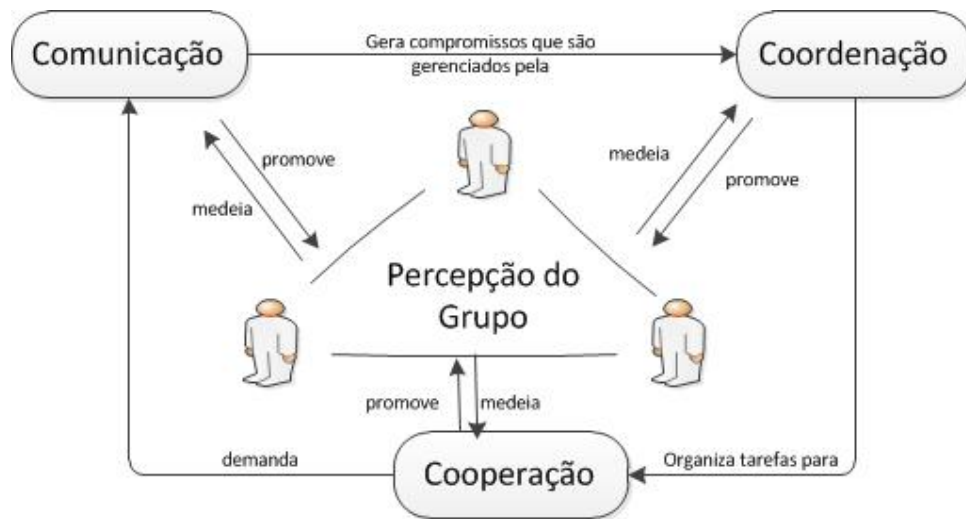 Comunicação
Gera compromissos que são
gerenciados pela
Coordenação
promove
medeia
medeia
promove
Percepção do
Grupo
promove
medeia
demanda
Cooperação
Organiza tarefas para